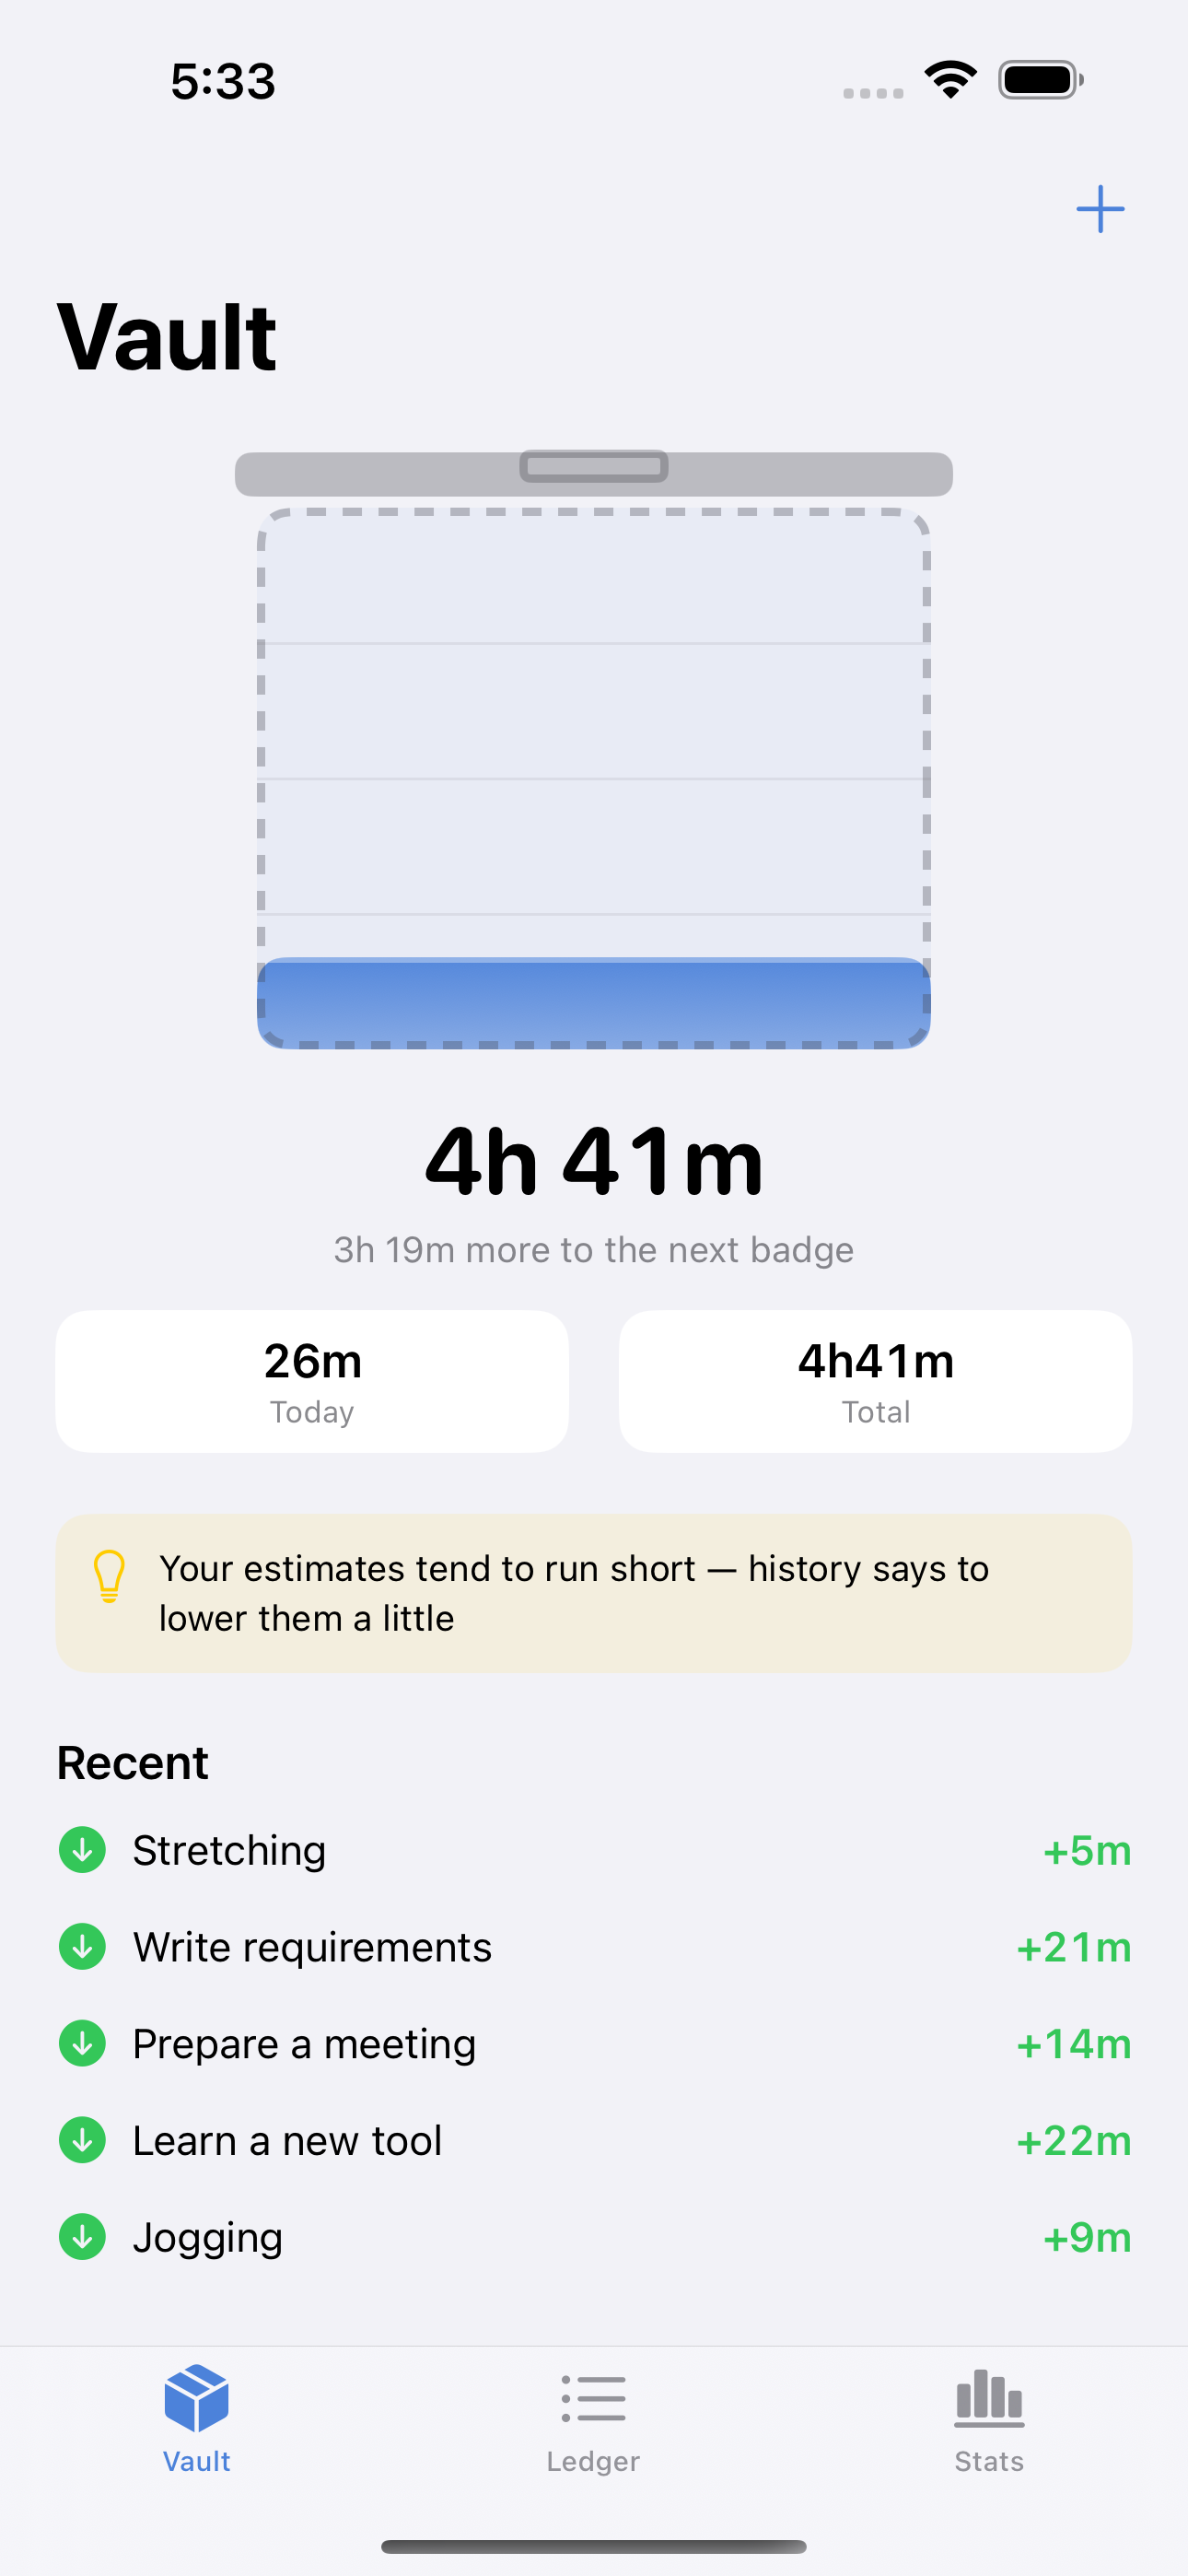 5:33
Vault
4h 41m
3h 19m more to the next badge
26m
Today
4h41m
Total
Your estimates tend to run short — history says to
lower them a little
Recent
Stretching +5m
Write requirements +21m
Prepare a meeting +14m
Learn a new tool +22m
Jogging +9m
Vault Ledger Stats